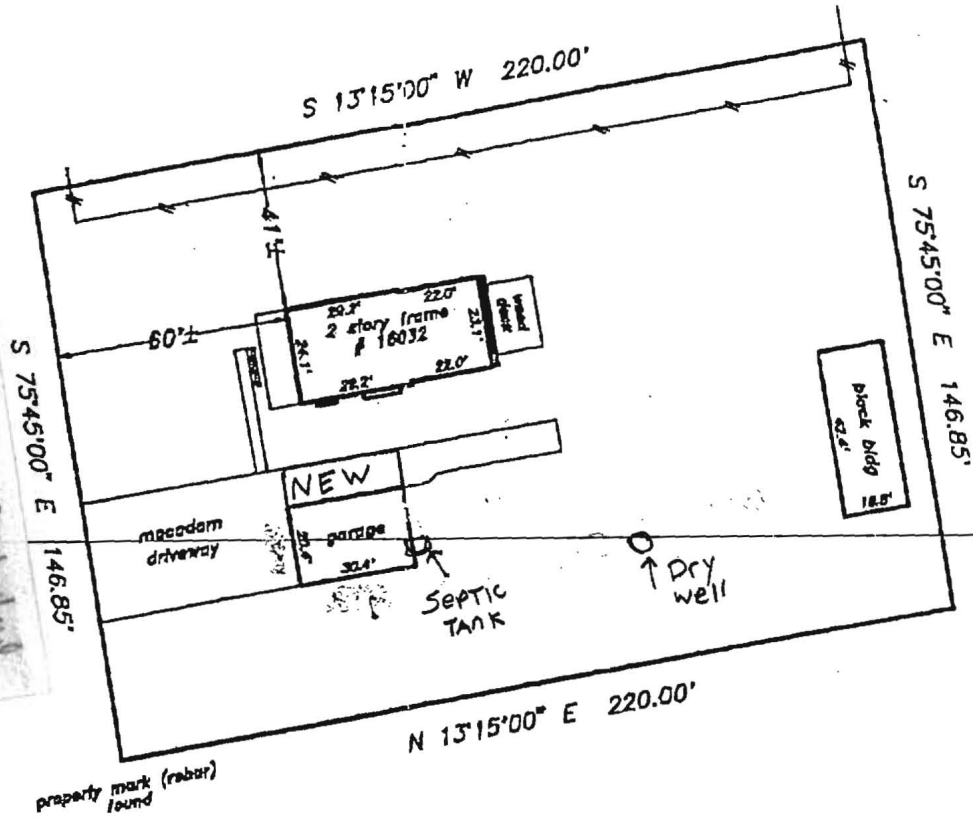 S 13°15'00" W 220.00'
S 75°45'00" E 146.85'
41'±
60'±
29.2' 22.0'
2 story frame
# 16032
24.1'
23.1'
29.2' 22.0'
wood
deck
S 75°45'00" E 146.85'
block bldg
42.4'
18.5'
NEW
macadam
driveway
garage
30.4'
SEPTIC
TANK
Dry
well
N 13°15'00" E 220.00'
property mark (rebar)
found